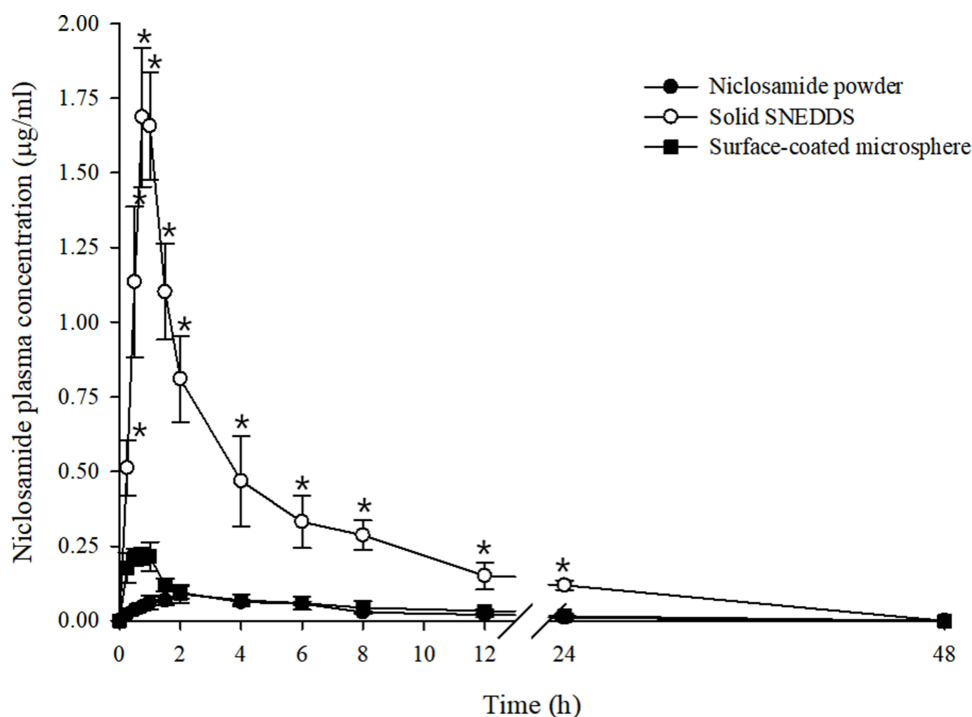 Niclosamide plasma concentration (µg/ml)
2.00
1.75
1.50
1.25
1.00
0.75
0.50
0.25
0.00
* * * * * * * * * * *
Niclosamide powder
Solid SNEDDS
Surface-coated microsphere
0 2 4 6 8 12 24 48
Time (h)